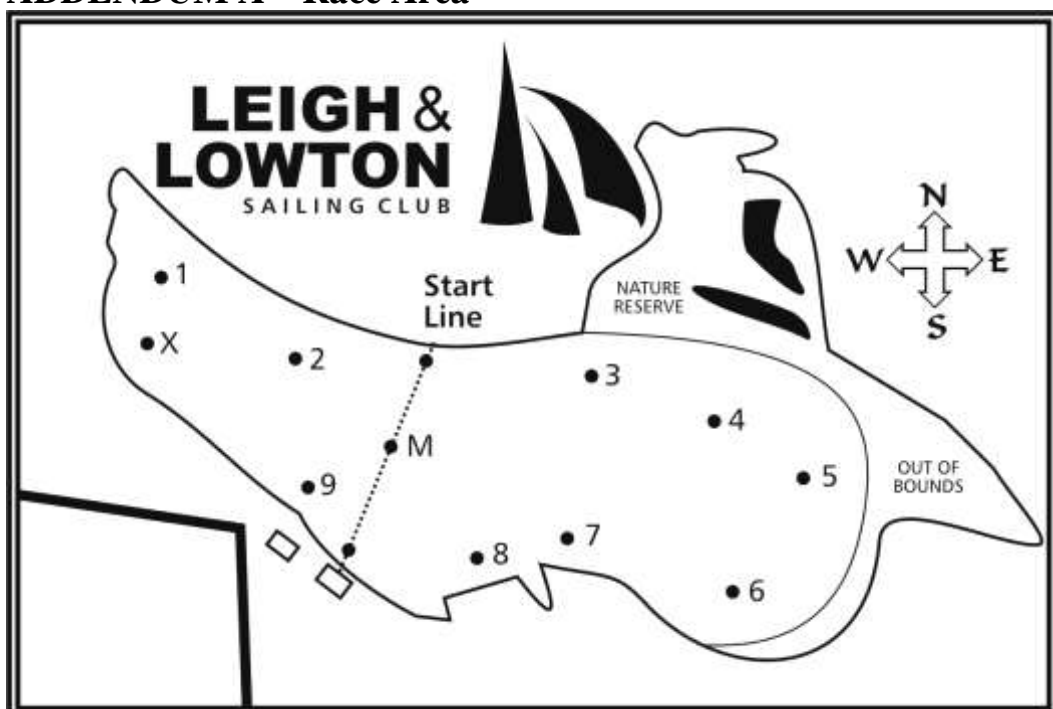 ADDENDUM A – Race Area
LEIGH &
LOWTON
SAILING CLUB
N
W E
S
NATURE
RESERVE
Start
Line
1
X
2
3
4
M
5
OUT OF
BOUNDS
9
7
8
6